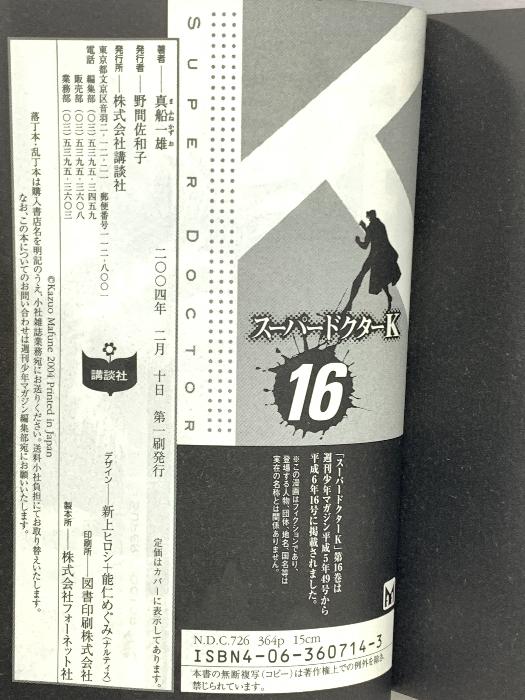 SUPER DOCTOR
スーパードクターK
16
「スーパードクターK」第16巻は
週刊少年マガジン平成5年49号から
平成6年16号に掲載されました。
※この漫画はフィクションであり、
登場する人物、団体、地名、国名等は
実在の名称とは関係ありません。
N.D.C.726 364p 15cm
ISBN4-06-360714-3
本書の無断複写(コピー)は著作権上での例外を除き、
禁じられています。
二〇〇四年 二月 十日 第一刷発行
定価はカバーに表示してあります。
著者――真船一雄
まふねかずお
発行者――野間佐和子
発行所――株式会社講談社
東京都文京区音羽二-一二-二一 郵便番号一一二-八〇〇一
電話 編集部(〇三)五三九五-三四五九
販売部(〇三)五三九五-三六〇八
業務部(〇三)五三九五-三六〇三
講談社
デザイン――新上ヒロシ+能仁めぐみ(ナルティス)
印刷所――図書印刷株式会社
製本所――株式会社フォーネット社
©Kazuo Mafune 2004 Printed in Japan
落丁本・乱丁本は購入書店名を明記のうえ、小社雑誌業務宛にお送りください。送料小社負担にてお取り替えいたします。
なお、この本についてのお問い合わせは週刊少年マガジン編集部宛にお願いいたします。